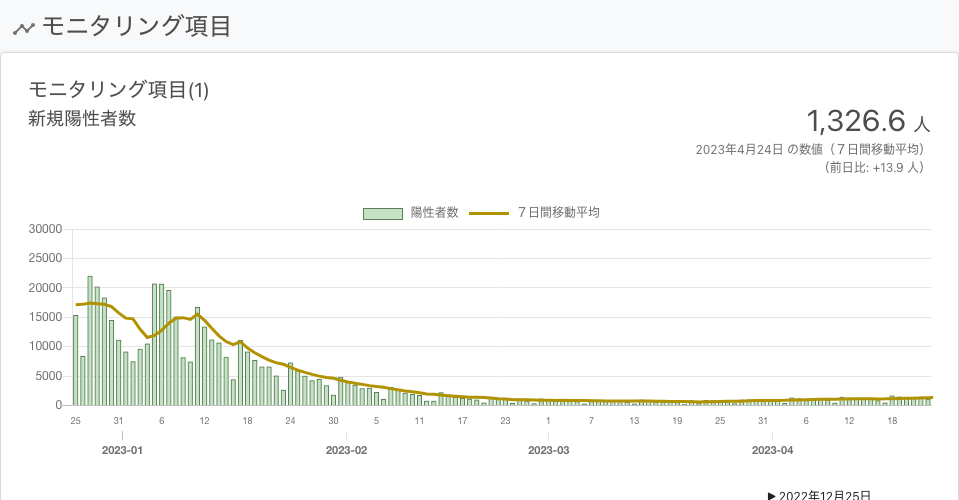 モニタリング項目
モニタリング項目(1)
新規陽性者数
1,326.6 人
2023年4月24日 の数値（７日間移動平均）
（前日比: +13.9 人）
陽性者数 ７日間移動平均
30000
25000
20000
15000
10000
5000
0
25 31 6 12 18 24 30 5 11 17 23 1 7 13 19 25 31 6 12 18
2023-01 2023-02 2023-03 2023-04
▶ 2022年12月25日